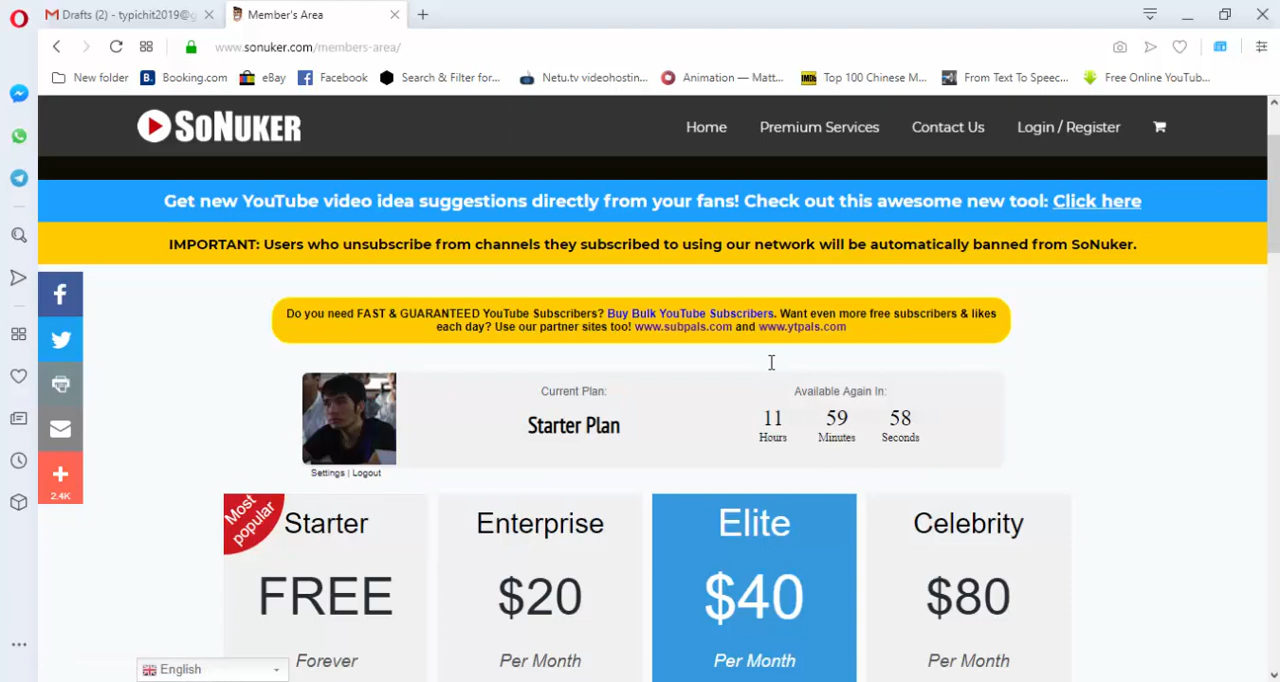 Drafts (2) - typichit2019@g
Member's Area
www.sonuker.com/members-area/
New folder
Booking.com
eBay
Facebook
Search & Filter for...
Netu.tv videohostin...
Animation — Matt...
Top 100 Chinese M...
From Text To Speec...
Free Online YouTub...
SoNuker
Home
Premium Services
Contact Us
Login / Register
Get new YouTube video idea suggestions directly from your fans! Check out this awesome new tool: Click here
IMPORTANT: Users who unsubscribe from channels they subscribed to using our network will be automatically banned from SoNuker.
Do you need FAST & GUARANTEED YouTube Subscribers? Buy Bulk YouTube Subscribers. Want even more free subscribers & likes
each day? Use our partner sites too! www.subpals.com and www.ytpals.com
Current Plan:
Starter Plan
Available Again In:
11 59 58
Hours Minutes Seconds
Settings | Logout
2.4K
Most
popular
Starter
FREE
Forever
Enterprise
$20
Per Month
Elite
$40
Per Month
Celebrity
$80
Per Month
English